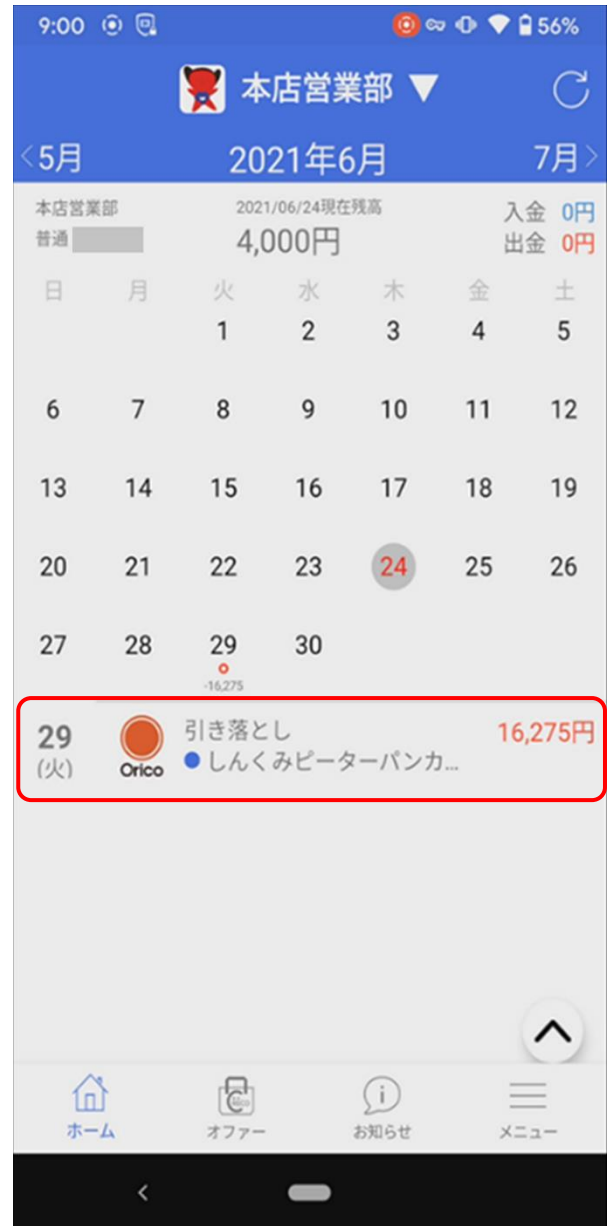 9:00 56%
本店営業部 ▼
<5月 2021年6月 7月>
本店営業部 2021/06/24現在残高 入金 0円
普通 4,000円 出金 0円
日 月 火 水 木 金 土
1 2 3 4 5
6 7 8 9 10 11 12
13 14 15 16 17 18 19
20 21 22 23 24 25 26
27 28 29 30
-16,275
29 引き落とし 16,275円
(火) Orico ●しんくみピーターパンカ...
ホーム オファー お知らせ メニュー